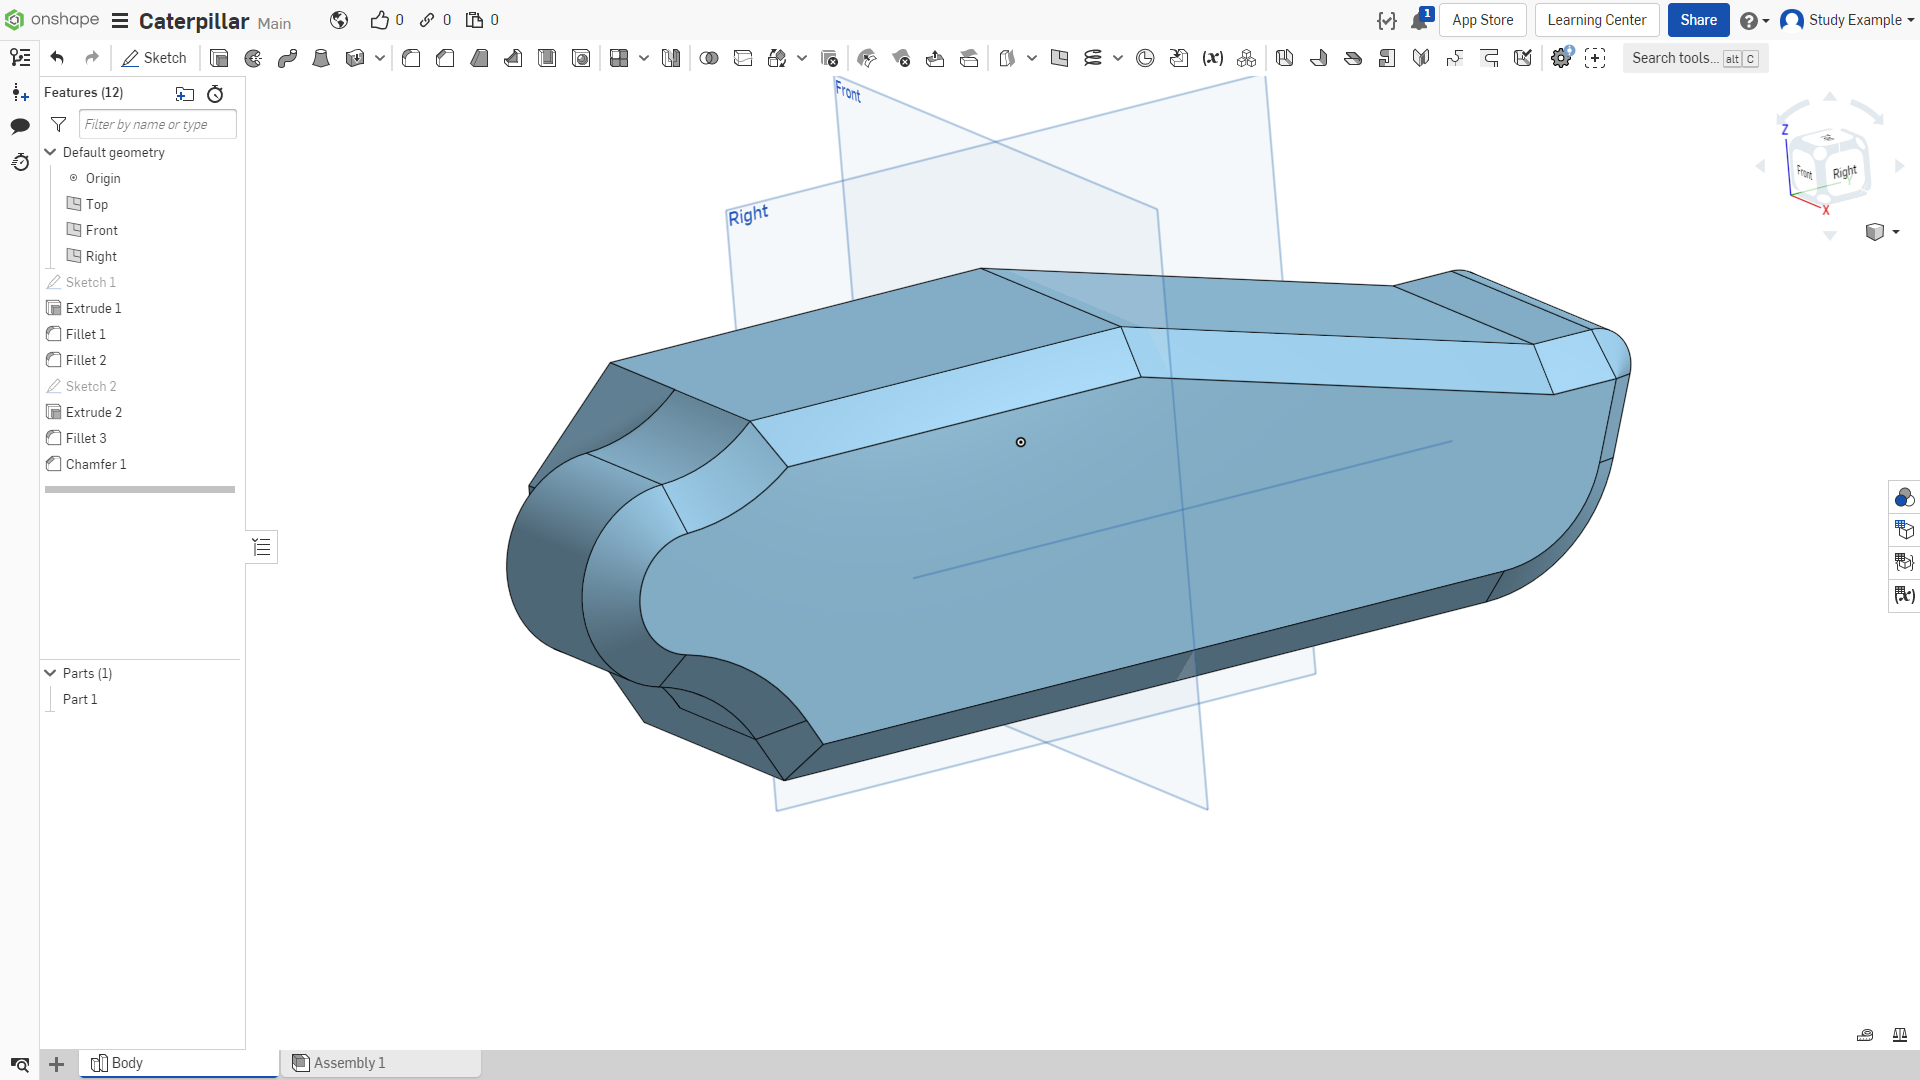 onshape Caterpillar Main 0 0 0 1 App Store Learning Center Share Study Example
Sketch (x) Search tools... alt C
Features (12)
Filter by name or type
Default geometry
Origin
Top
Front
Right
Sketch 1
Extrude 1
Fillet 1
Fillet 2
Sketch 2
Extrude 2
Fillet 3
Chamfer 1
Parts (1)
Part 1
Front
Right
Z
Front Right
Y
X
(x)
Body Assembly 1